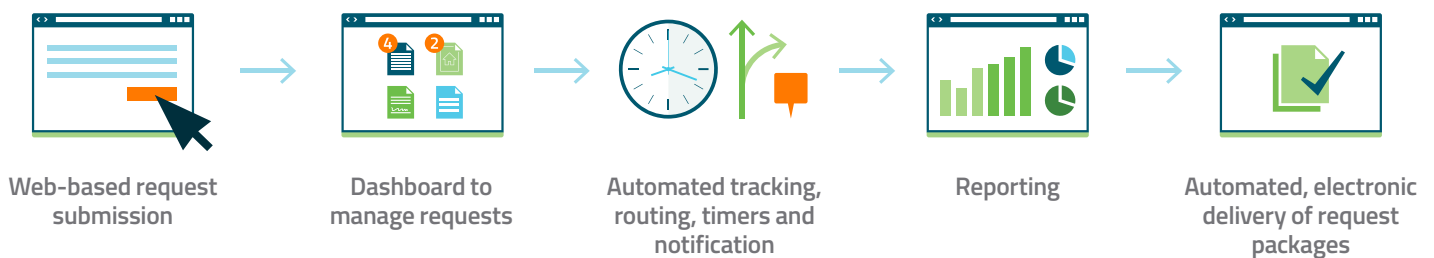 4
2
Web-based request
submission
Dashboard to
manage requests
Automated tracking,
routing, timers and
notification
Reporting
Automated, electronic
delivery of request
packages